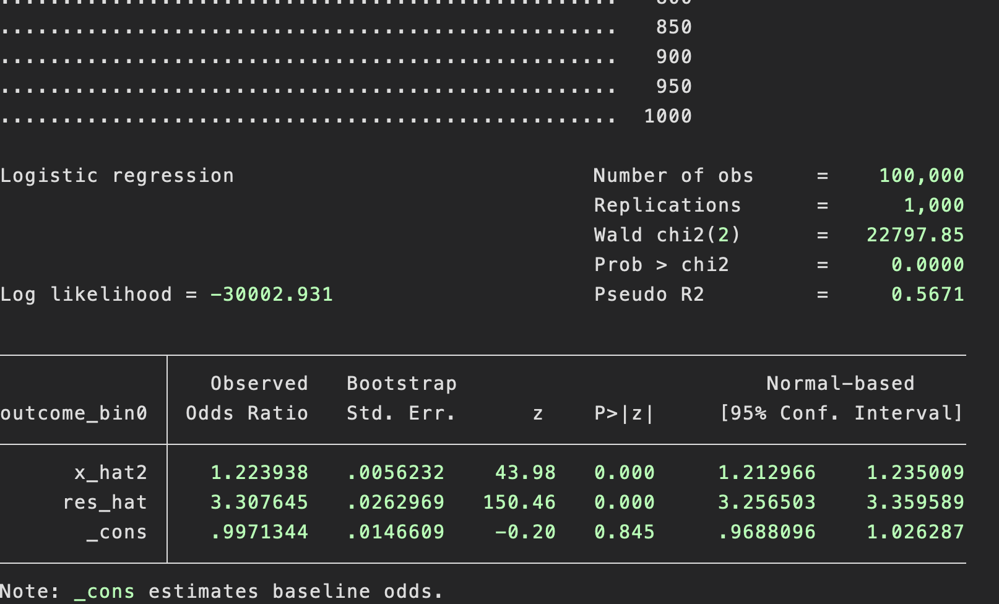 ..................................................   800
..................................................   850
..................................................   900
..................................................   950
..................................................  1000
Logistic regression                             Number of obs     =    100,000
                                                Replications      =      1,000
                                                Wald chi2(2)      =   22797.85
                                                Prob > chi2       =     0.0000
Log likelihood = -30002.931                     Pseudo R2         =     0.5671
             |   Observed   Bootstrap                         Normal-based
outcome_bin0 | Odds Ratio   Std. Err.      z    P>|z|     [95% Conf. Interval]
      x_hat2 |   1.223938   .0056232    43.98   0.000     1.212966    1.235009
     res_hat |   3.307645   .0262969   150.46   0.000     3.256503    3.359589
       _cons |   .9971344   .0146609    -0.20   0.845     .9688096    1.026287
Note: _cons estimates baseline odds.